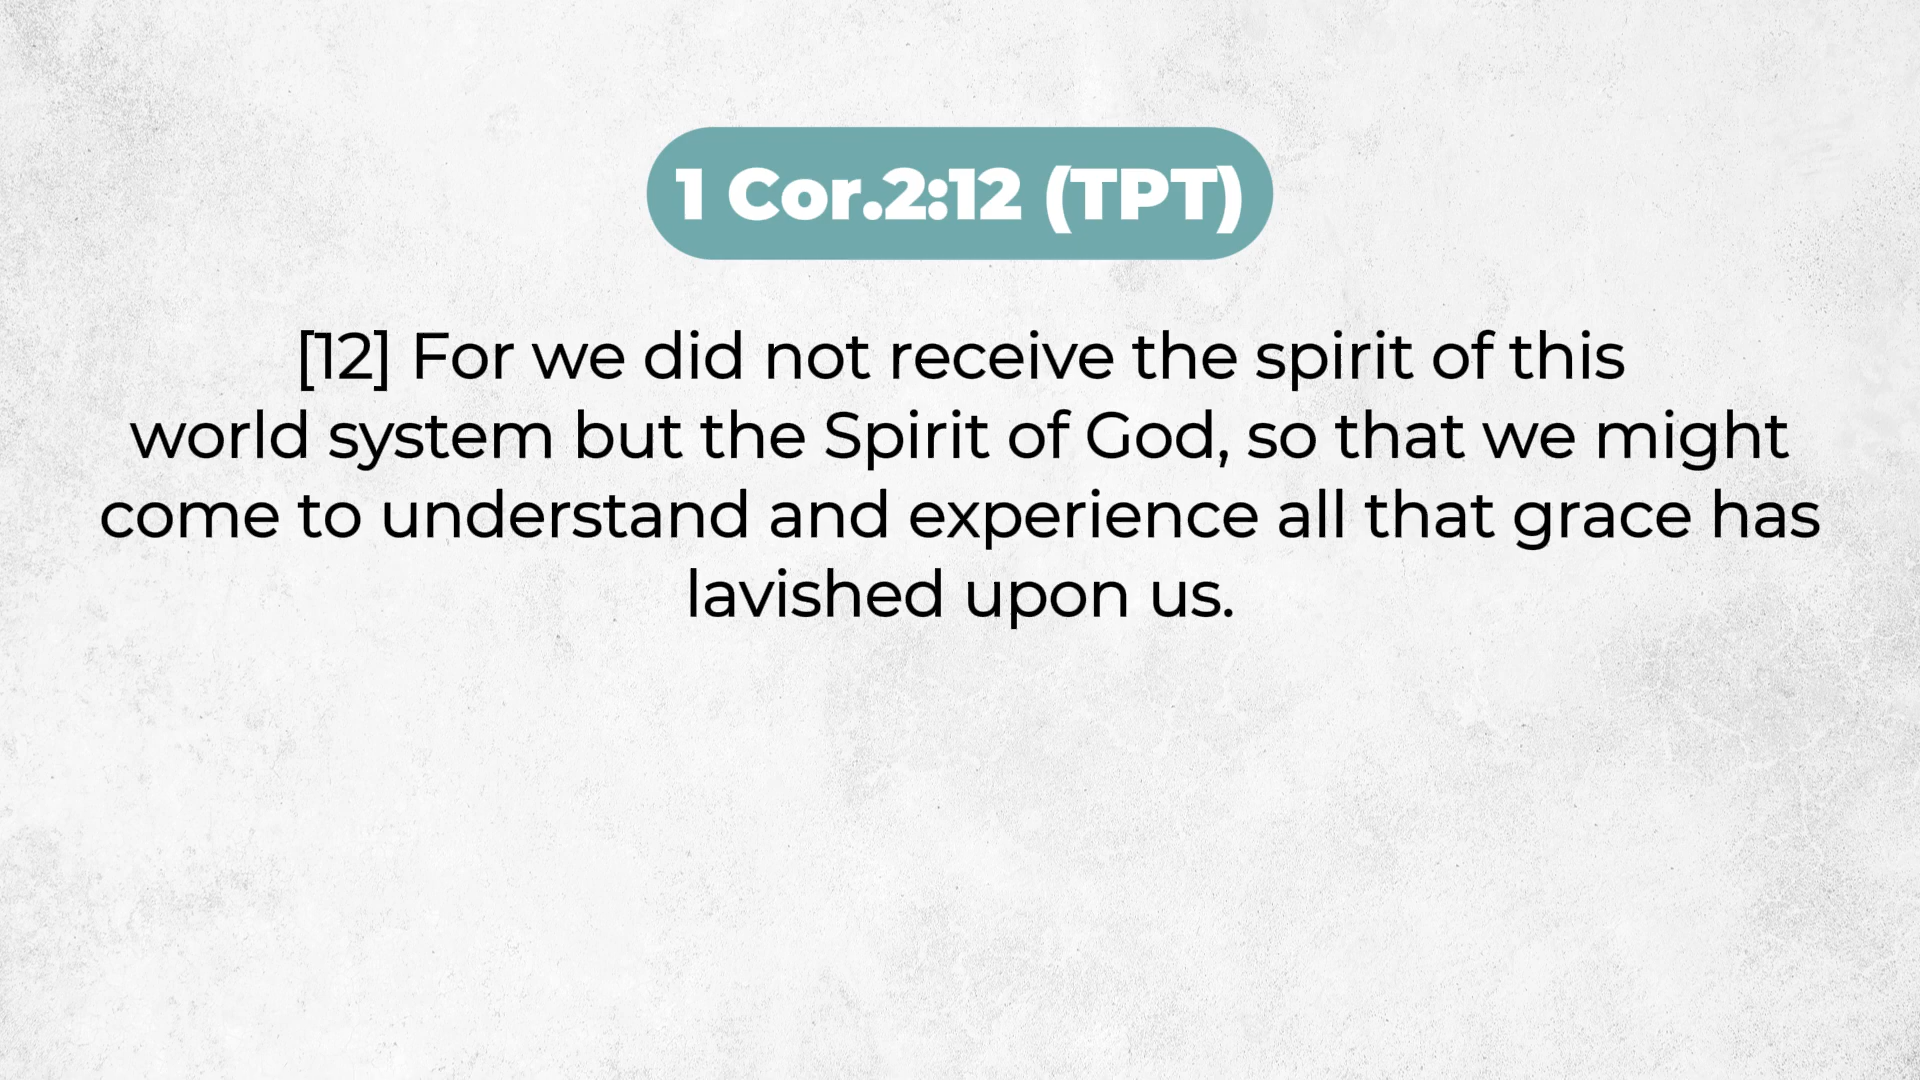 1 Cor.2:12 (TPT)
[12] For we did not receive the spirit of this
world system but the Spirit of God, so that we might
come to understand and experience all that grace has
lavished upon us.